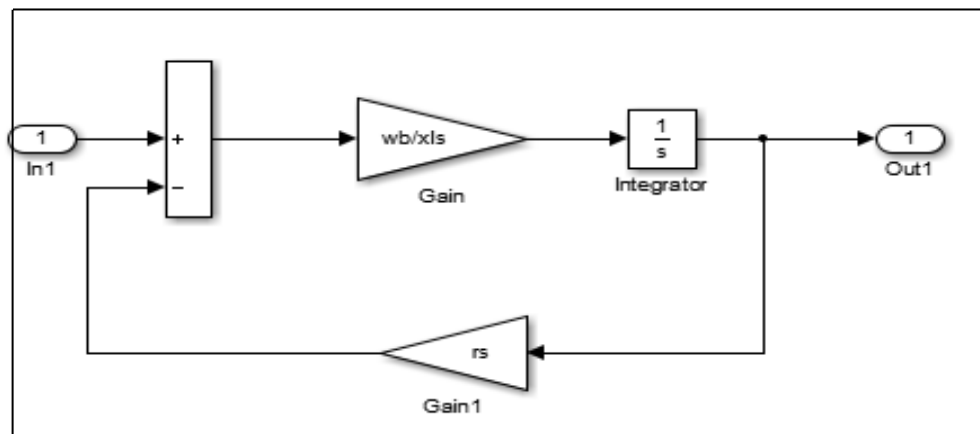 1
In1
+
−
wb/xls
Gain
1
s
Integrator
1
Out1
rs
Gain1